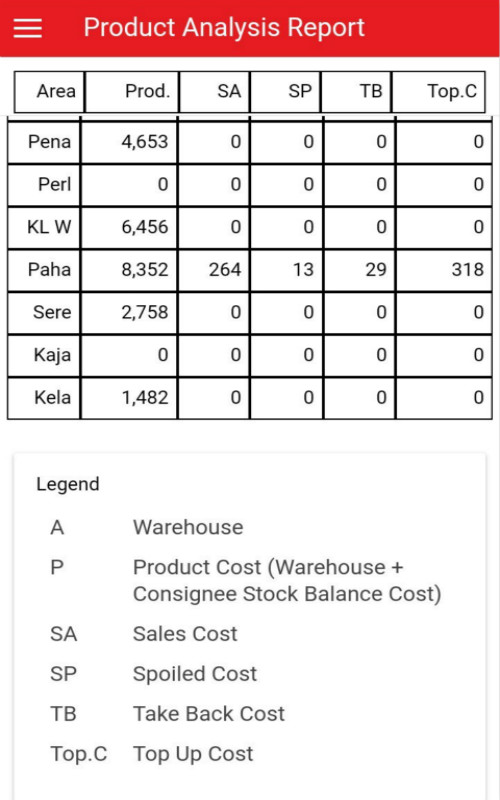 Product Analysis Report
Area Prod. SA SP TB Top.C
Pena 4,653 0 0 0 0
Perl 0 0 0 0 0
KL W 6,456 0 0 0 0
Paha 8,352 264 13 29 318
Sere 2,758 0 0 0 0
Kaja 0 0 0 0 0
Kela 1,482 0 0 0 0
Legend
A Warehouse
P Product Cost (Warehouse +
Consignee Stock Balance Cost)
SA Sales Cost
SP Spoiled Cost
TB Take Back Cost
Top.C Top Up Cost